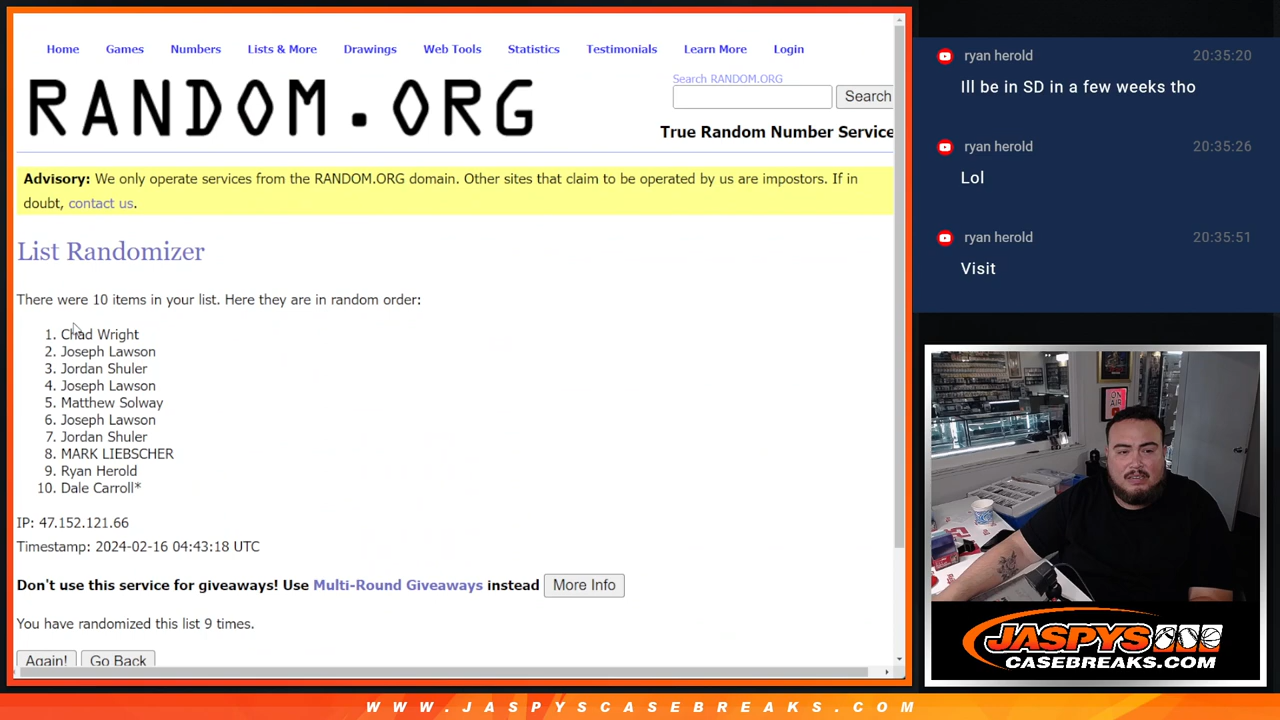 Home Games Numbers Lists & More Drawings Web Tools Statistics Testimonials Learn More Login
RANDOM.ORG
Search RANDOM.ORG
Search
True Random Number Service
Advisory: We only operate services from the RANDOM.ORG domain. Other sites that claim to be operated by us are impostors. If in
doubt, contact us.
List Randomizer
There were 10 items in your list. Here they are in random order:
1. Chad Wright
2. Joseph Lawson
3. Jordan Shuler
4. Joseph Lawson
5. Matthew Solway
6. Joseph Lawson
7. Jordan Shuler
8. MARK LIEBSCHER
9. Ryan Herold
10. Dale Carroll*
IP: 47.152.121.66
Timestamp: 2024-02-16 04:43:18 UTC
Don't use this service for giveaways! Use Multi-Round Giveaways instead More Info
You have randomized this list 9 times.
Again! Go Back
ryan herold 20:35:20
Ill be in SD in a few weeks tho
ryan herold 20:35:26
Lol
ryan herold 20:35:51
Visit
ON
AIR
JASPYS
CASEBREAKS.COM
WWW.JASPYSCASEBREAKS.COM